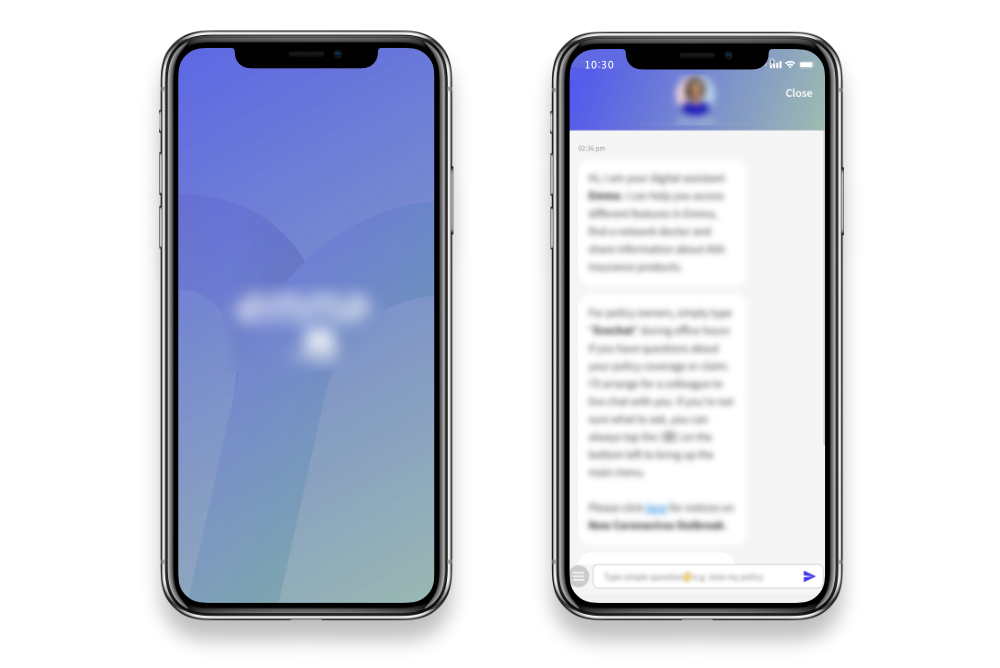 10:30
Close
02:36 pm
Hi, I am your digital assistant
Emma. I can help you access
different features in Emma,
find a network doctor and
share information about AXA
insurance products.
For policy owners, simply type
during office hours
if you have questions about
your policy coverage or claim.
I'll arrange for a colleague to
live chat with you. If you're not
sure what to ask, you can
always tap the on the
bottom left to bring up the
main menu.
Please click here for notices on
New Coronavirus Outbreak.
Type simple question e.g. view my policy